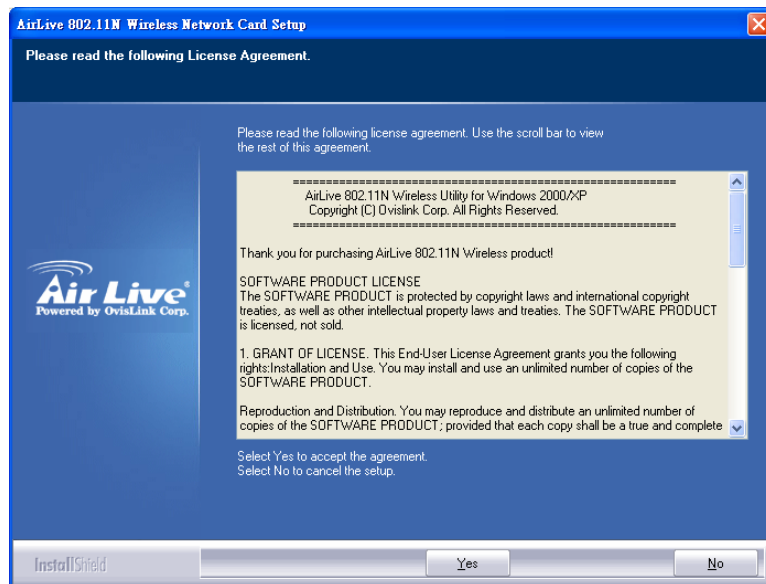 AirLive 802.11N Wireless Network Card Setup
Please read the following License Agreement.
Please read the following license agreement. Use the scroll bar to view
the rest of this agreement.
==========================================================
AirLive 802.11N Wireless Utility for Windows 2000/XP
Copyright (C) Ovislink Corp. All Rights Reserved.
==========================================================
Thank you for purchasing AirLive 802.11N Wireless product!
SOFTWARE PRODUCT LICENSE
The SOFTWARE PRODUCT is protected by copyright laws and international copyright
treaties, as well as other intellectual property laws and treaties. The SOFTWARE PRODUCT
is licensed, not sold.
1. GRANT OF LICENSE. This End-User License Agreement grants you the following
rights:Installation and Use. You may install and use an unlimited number of copies of the
SOFTWARE PRODUCT.
Reproduction and Distribution. You may reproduce and distribute an unlimited number of
copies of the SOFTWARE PRODUCT; provided that each copy shall be a true and complete
Air Live®
Powered by OvisLink Corp.
Select Yes to accept the agreement.
Select No to cancel the setup.
InstallShield
Yes
No